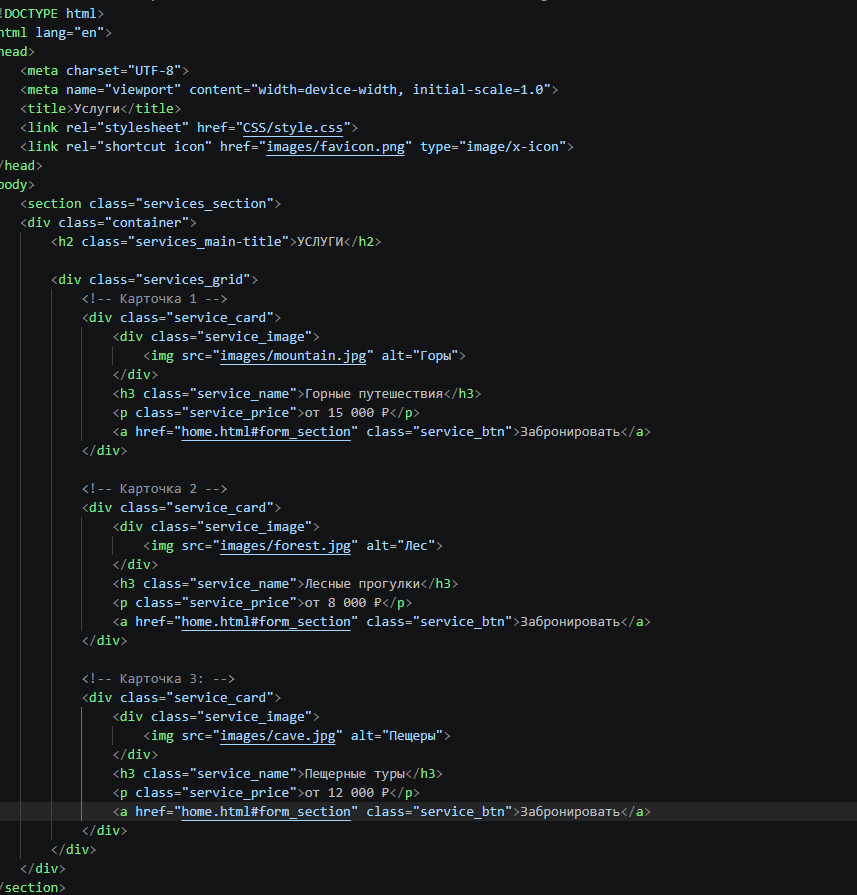 !DOCTYPE html>
html lang="en">
head>
<meta charset="UTF-8">
<meta name="viewport" content="width=device-width, initial-scale=1.0">
<title>Услуги</title>
<link rel="stylesheet" href="CSS/style.css">
<link rel="shortcut icon" href="images/favicon.png" type="image/x-icon">
/head>
body>
<section class="services_section">
<div class="container">
<h2 class="services_main-title">УСЛУГИ</h2>
<div class="services_grid">
<!-- Карточка 1 -->
<div class="service_card">
<div class="service_image">
<img src="images/mountain.jpg" alt="Горы">
</div>
<h3 class="service_name">Горные путешествия</h3>
<p class="service_price">от 15 000 ₽</p>
<a href="home.html#form_section" class="service_btn">Забронировать</a>
</div>
<!-- Карточка 2 -->
<div class="service_card">
<div class="service_image">
<img src="images/forest.jpg" alt="Лес">
</div>
<h3 class="service_name">Лесные прогулки</h3>
<p class="service_price">от 8 000 ₽</p>
<a href="home.html#form_section" class="service_btn">Забронировать</a>
</div>
<!-- Карточка 3: -->
<div class="service_card">
<div class="service_image">
<img src="images/cave.jpg" alt="Пещеры">
</div>
<h3 class="service_name">Пещерные туры</h3>
<p class="service_price">от 12 000 ₽</p>
<a href="home.html#form_section" class="service_btn">Забронировать</a>
</div>
</div>
</div>
/section>